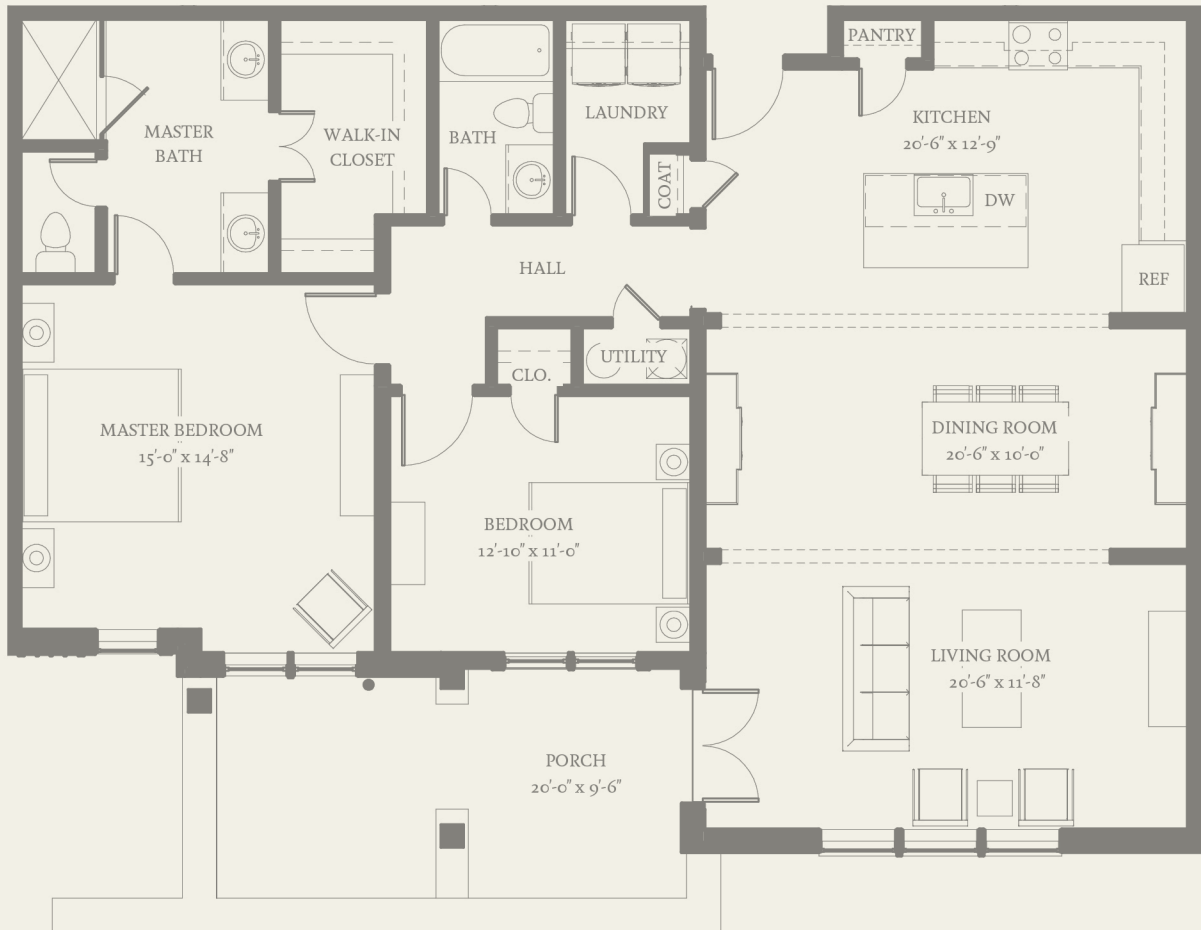 PANTRY
KITCHEN
20'-6" x 12'-9"
LAUNDRY
MASTER
BATH
WALK-IN
CLOSET
BATH
COAT
DW
HALL
REF
UTILITY
CLO.
MASTER BEDROOM
15'-0" x 14'-8"
DINING ROOM
20'-6" x 10'-0"
BEDROOM
12'-10" x 11'-0"
LIVING ROOM
20'-6" x 11'-8"
PORCH
20'-0" x 9'-6"